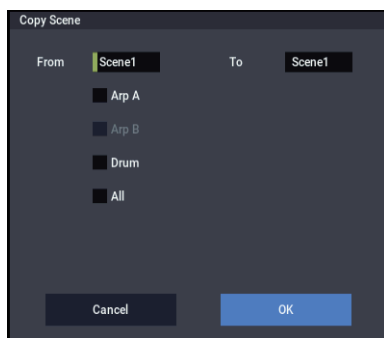 Copy Scene
From Scene1 To Scene1
Arp A
Arp B
Drum
All
Cancel OK